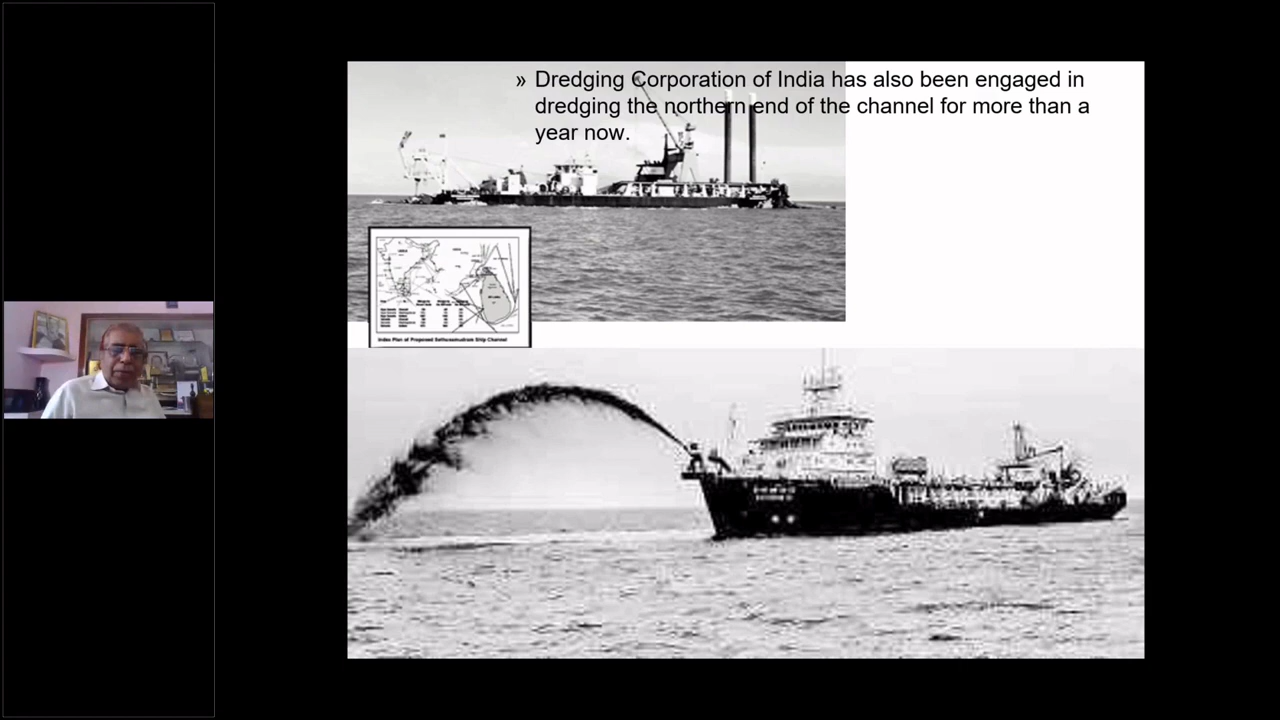 » Dredging Corporation of India has also been engaged in
dredging the northern end of the channel for more than a
year now.
Index Plan of Proposed Sethusamudram Ship Channel